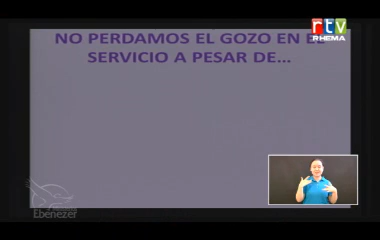 rtv
RHEMA
NO PERDAMOS EL GOZO EN EL
SERVICIO A PESAR DE...
Ebenezer